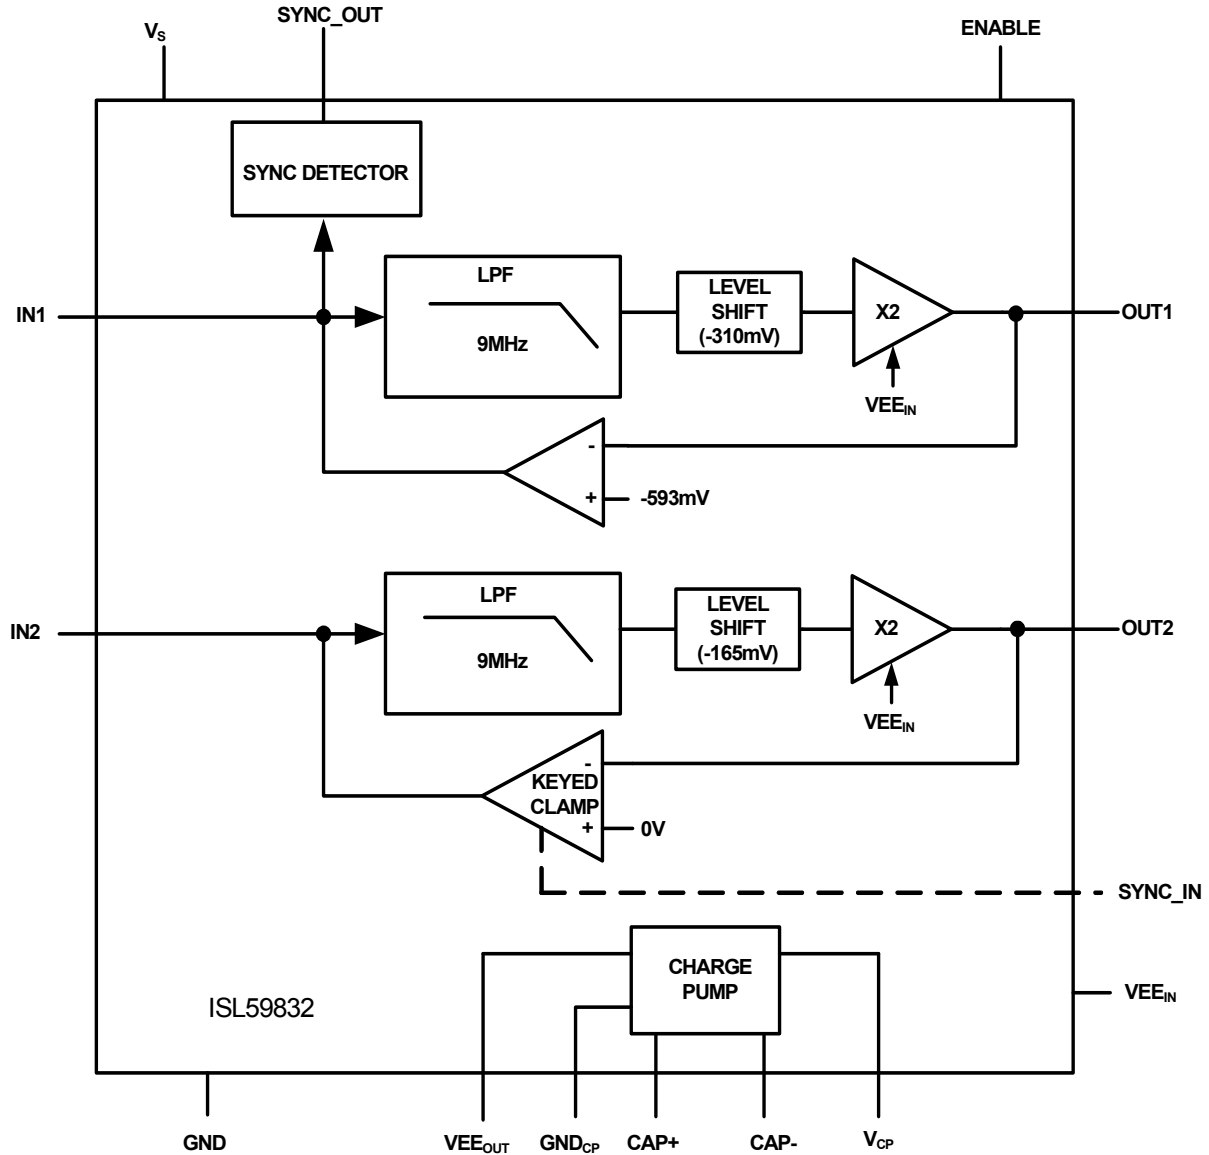 SYNC_OUT
VS
ENABLE
SYNC DETECTOR
LPF
9MHz
LEVEL
SHIFT
(-310mV)
X2
IN1
OUT1
VEEIN
-
+
-593mV
LPF
9MHz
LEVEL
SHIFT
(-165mV)
X2
IN2
OUT2
VEEIN
-
KEYED
CLAMP
+
0V
SYNC_IN
CHARGE
PUMP
VEEIN
ISL59832
GND
VEEOUT
GNDCP
CAP+
CAP-
VCP